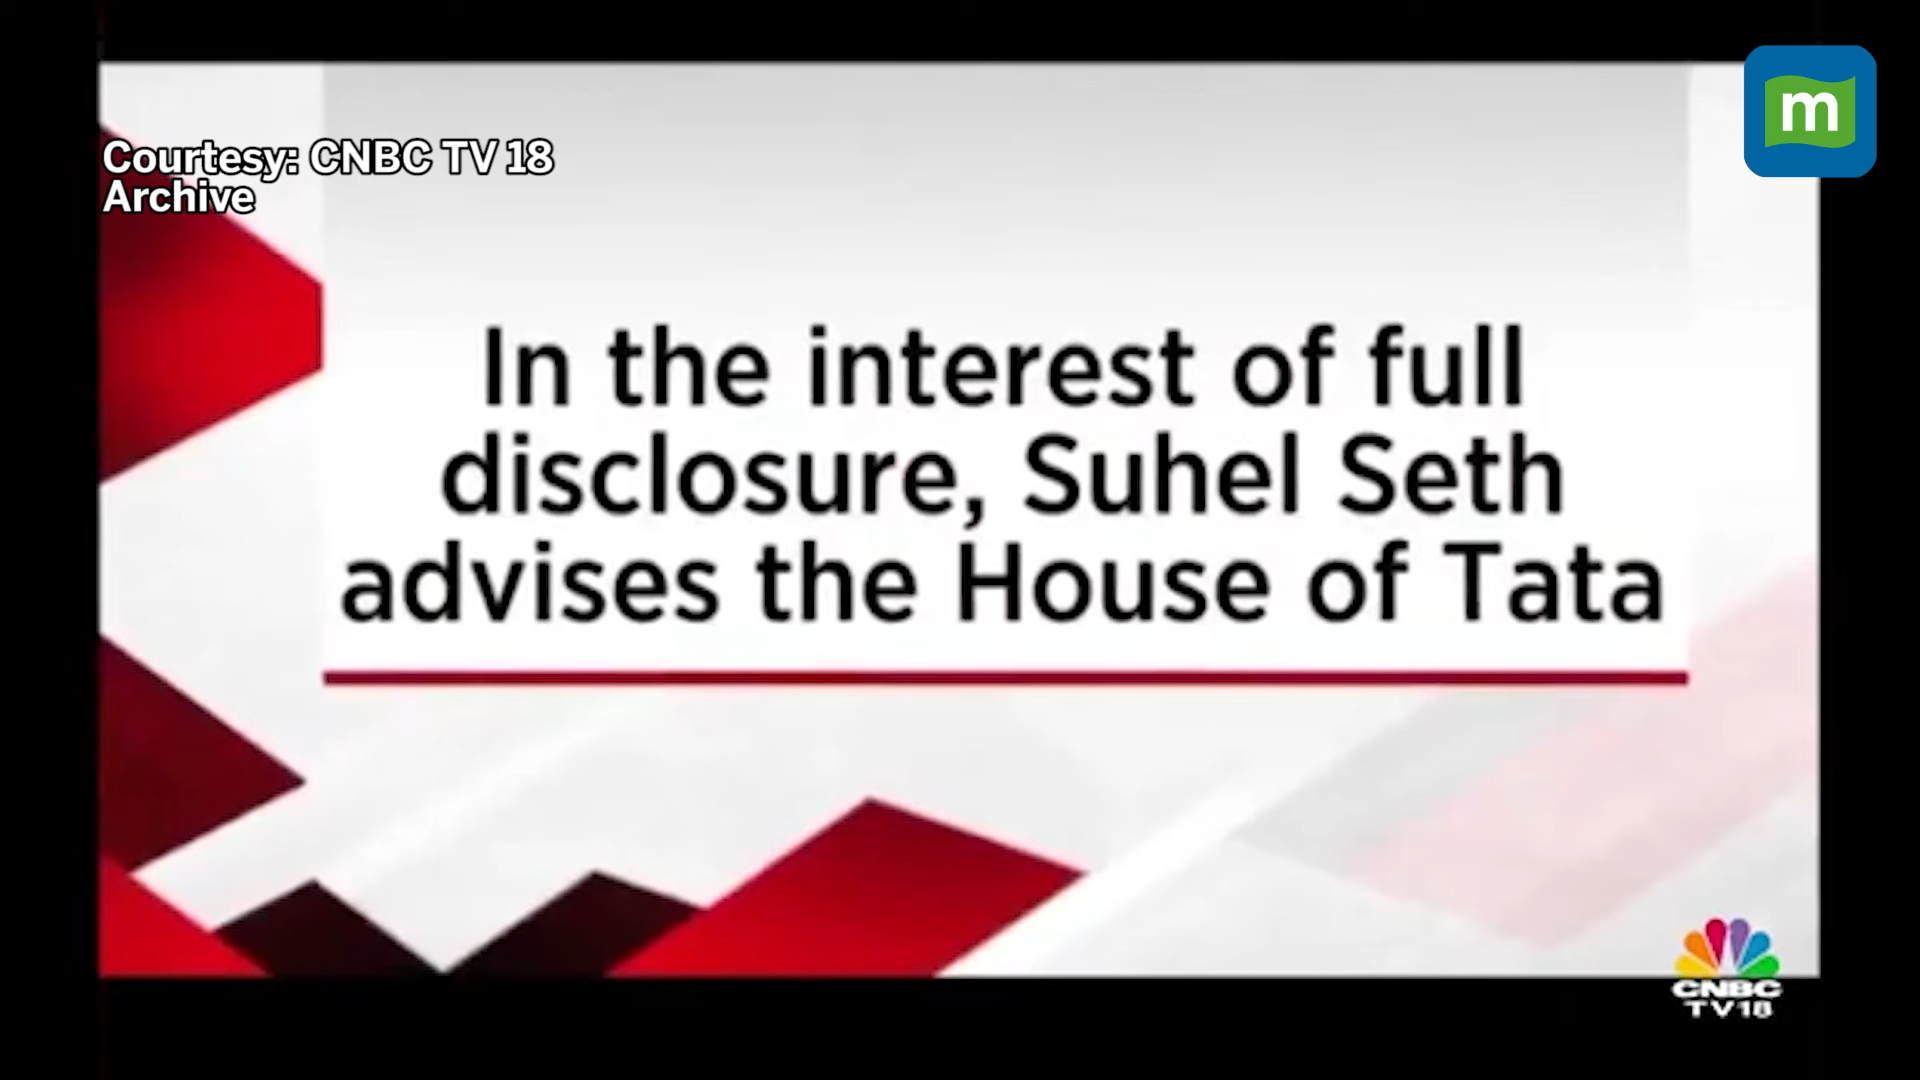 m
Courtesy: CNBC TV 18
Archive
In the interest of full
disclosure, Suhel Seth
advises the House of Tata
CNBC
TV18